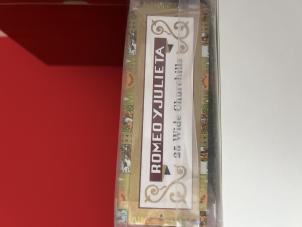 ROMEO Y JULIETA
25 Wide Churchills